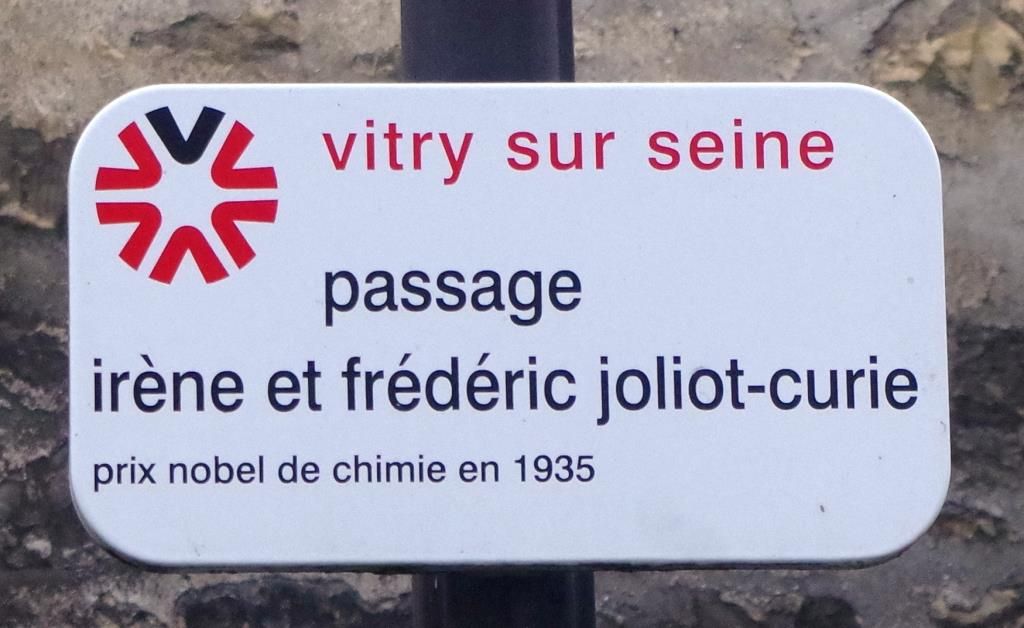 vitry sur seine
passage
irène et frédéric joliot-curie
prix nobel de chimie en 1935